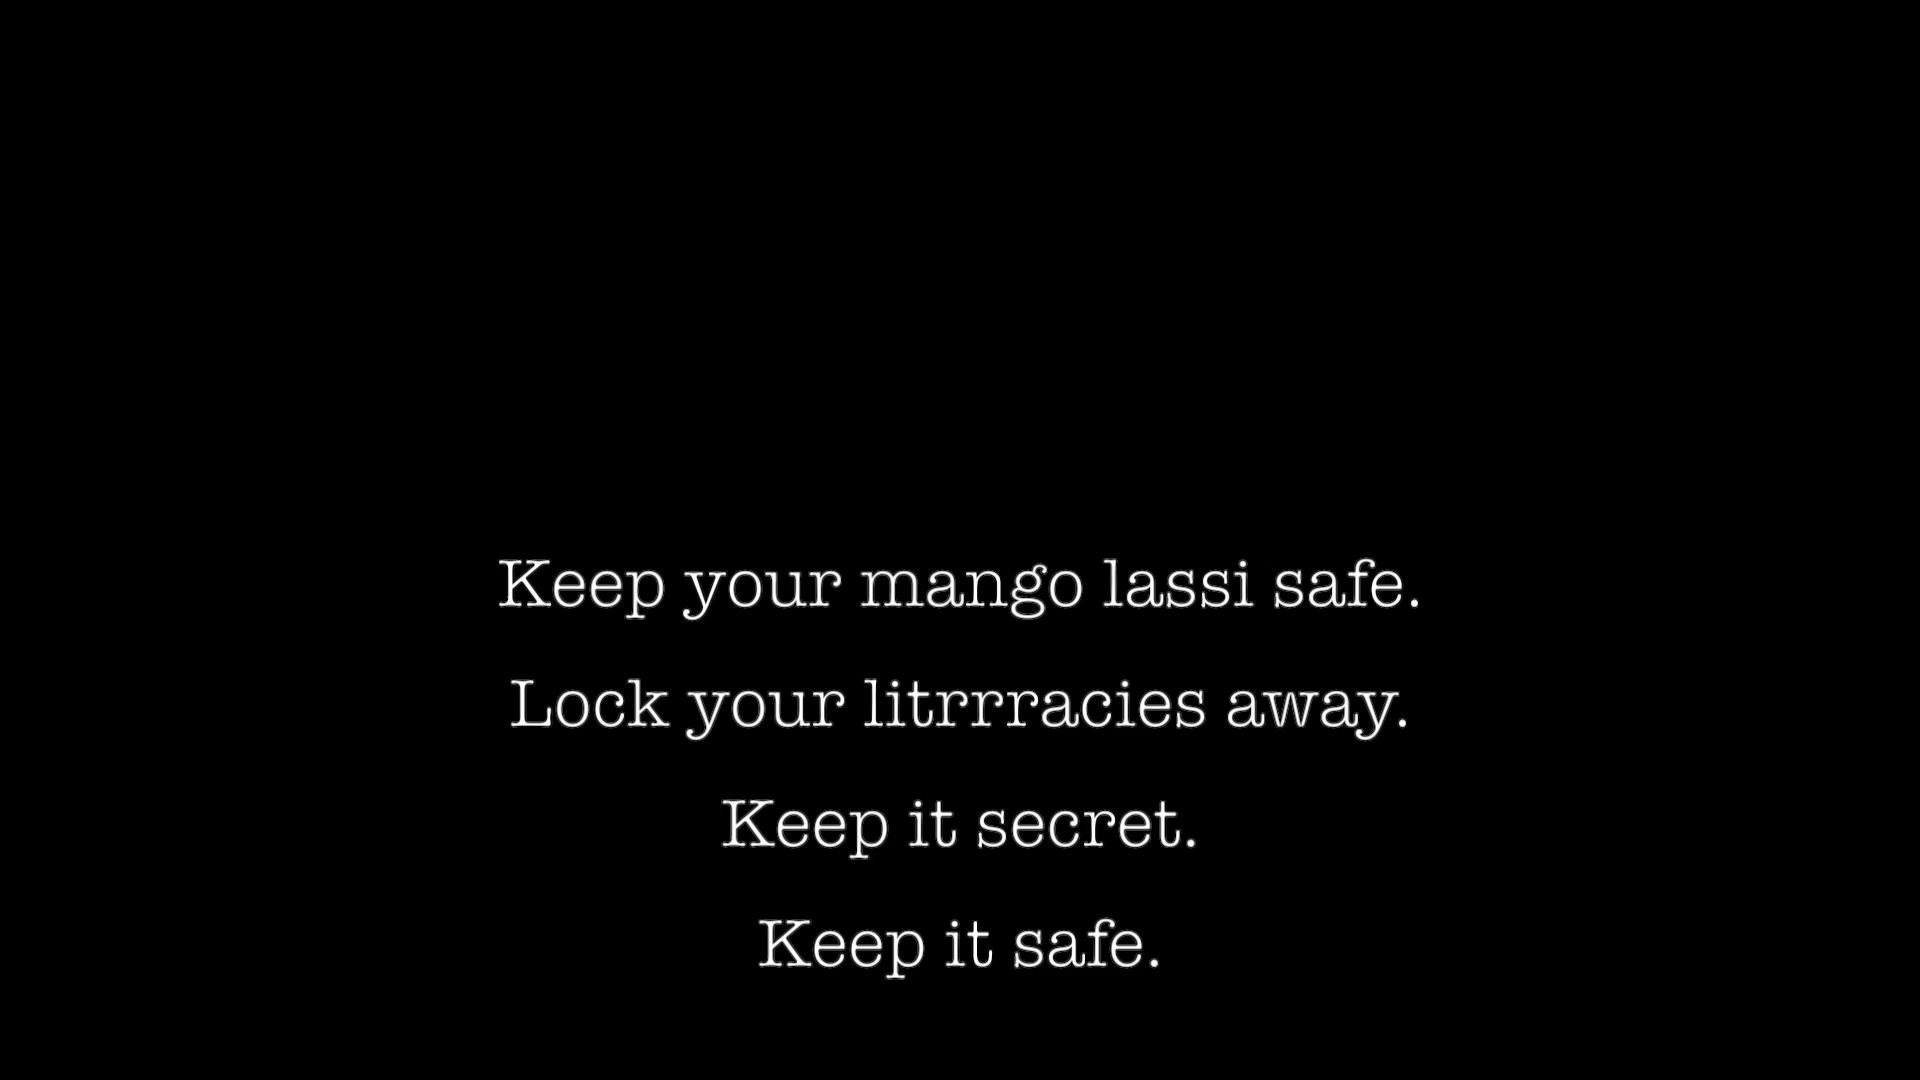 Keep your mango lassi safe.
Lock your litrrracies away.
Keep it secret.
Keep it safe.